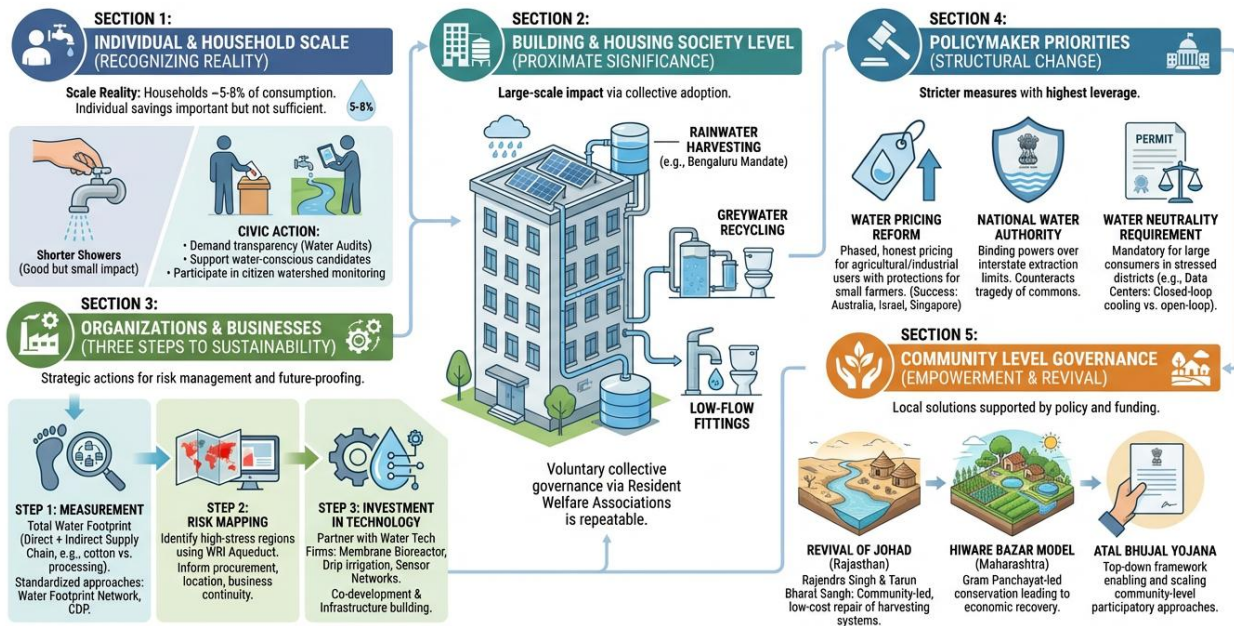 SECTION 1:
INDIVIDUAL & HOUSEHOLD SCALE
(RECOGNIZING REALITY)
Scale Reality: Households ~5-8% of consumption.
Individual savings important but not sufficient.
5-8%
Shorter Showers
(Good but small impact)
CIVIC ACTION:
• Demand transparency (Water Audits)
• Support water-conscious candidates
• Participate in citizen watershed monitoring
SECTION 2:
BUILDING & HOUSING SOCIETY LEVEL
(PROXIMATE SIGNIFICANCE)
Large-scale impact via collective adoption.
RAINWATER
HARVESTING
(e.g., Bengaluru Mandate)
GREYWATER
RECYCLING
LOW-FLOW
FITTINGS
Voluntary collective
governance via Resident
Welfare Associations
is repeatable.
SECTION 3:
ORGANIZATIONS & BUSINESSES
(THREE STEPS TO SUSTAINABILITY)
Strategic actions for risk management and future-proofing.
STEP 1: MEASUREMENT
Total Water Footprint
(Direct + Indirect Supply
Chain, e.g., cotton vs.
processing).
Standardized approaches:
Water Footprint Network,
CDP.
STEP 2:
RISK MAPPING
Identify high-stress regions
using WRI Aqueduct.
Inform procurement,
location, business
continuity.
STEP 3: INVESTMENT
IN TECHNOLOGY
Partner with Water Tech
Firms: Membrane Bioreactor,
Drip irrigation, Sensor
Networks.
Co-development &
Infrastructure building.
SECTION 4:
POLICYMAKER PRIORITIES
(STRUCTURAL CHANGE)
Stricter measures with highest leverage.
WATER PRICING
REFORM
Phased, honest pricing
for agricultural/industrial
users with protections for
small farmers. (Success:
Australia, Israel, Singapore)
NATIONAL WATER
AUTHORITY
Binding powers over
interstate extraction
limits. Counteracts
tragedy of commons.
PERMIT
WATER NEUTRALITY
REQUIREMENT
Mandatory for large
consumers in stressed
districts (e.g., Data
Centers: Closed-loop
cooling vs. open-loop).
SECTION 5:
COMMUNITY LEVEL GOVERNANCE
(EMPOWERMENT & REVIVAL)
Local solutions supported by policy and funding.
REVIVAL OF JOHAD
(Rajasthan)
Rajendrs Singh & Tarun
Bharat Sangh: Community-led,
low-cost repair of harvesting
systems.
HIWARE BAZAR MODEL
(Maharashtra)
Gram Panchayat-led
conservation leading to
economic recovery.
ATAL BHUJAL YOJANA
Top-down framework
enabling and scaling
community-level
participatory approaches.